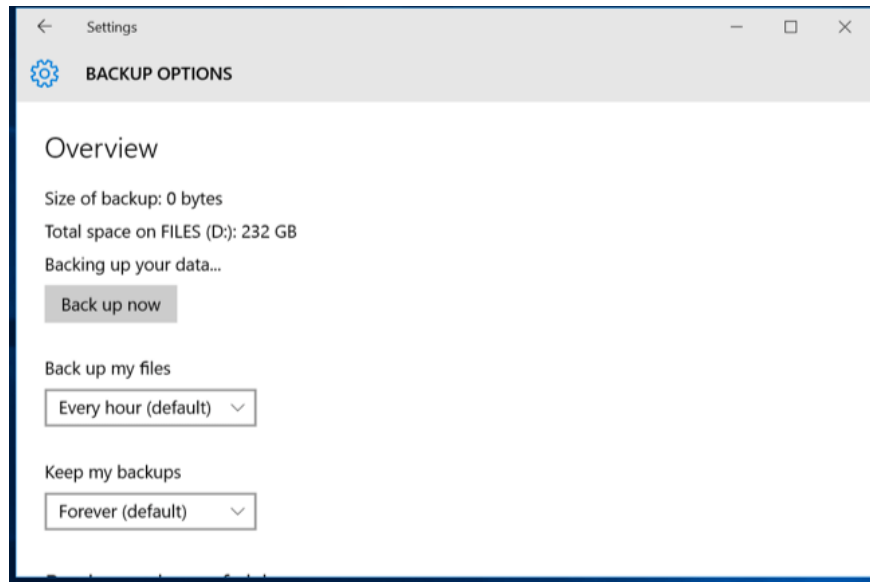 Settings
BACKUP OPTIONS
Overview
Size of backup: 0 bytes
Total space on FILES (D:): 232 GB
Backing up your data...
Back up now
Back up my files
Every hour (default)
Keep my backups
Forever (default)